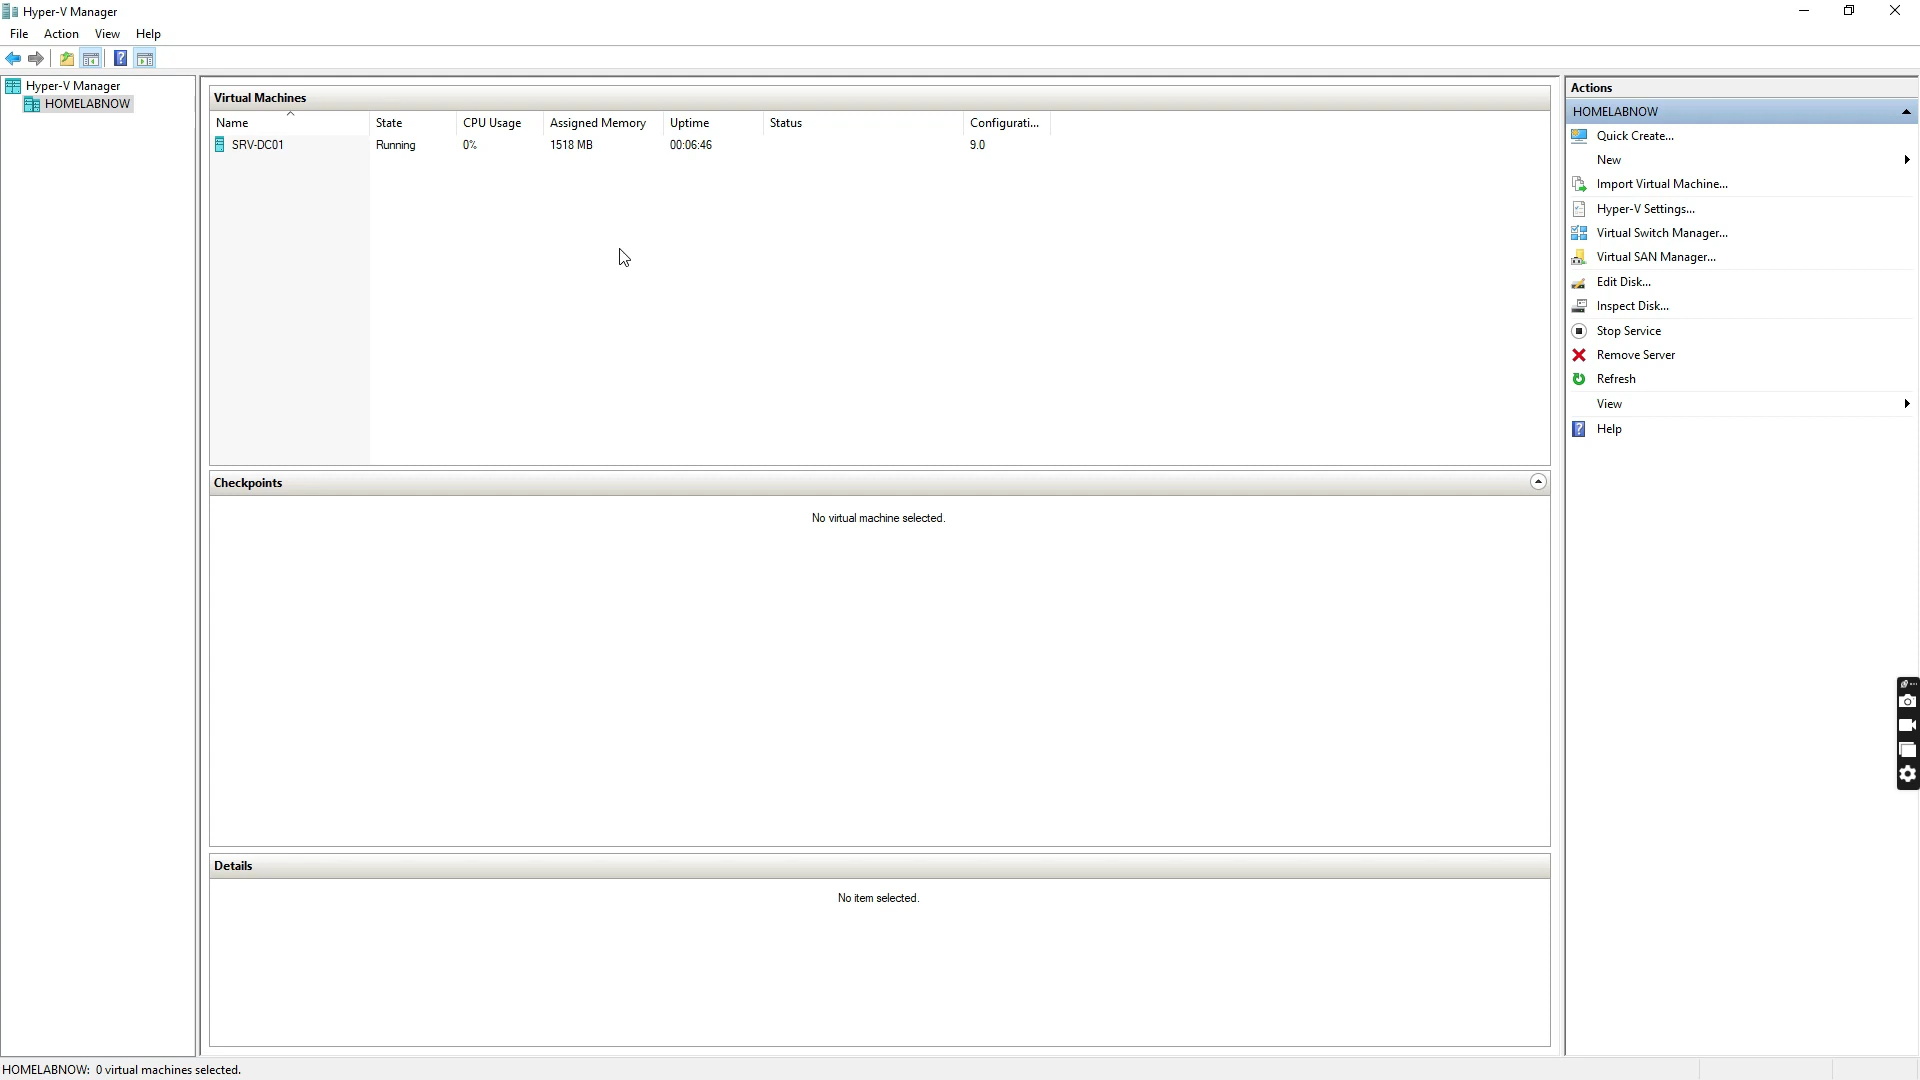 Hyper-V Manager
File Action View Help
Hyper-V Manager
HOMELABNOW
Virtual Machines
Name State CPU Usage Assigned Memory Uptime Status Configurati...
SRV-DC01 Running 0% 1518 MB 00:06:46 9.0
Checkpoints
No virtual machine selected.
Details
No item selected.
Actions
HOMELABNOW
Quick Create...
New
Import Virtual Machine...
Hyper-V Settings...
Virtual Switch Manager...
Virtual SAN Manager...
Edit Disk...
Inspect Disk...
Stop Service
Remove Server
Refresh
View
Help
HOMELABNOW: 0 virtual machines selected.